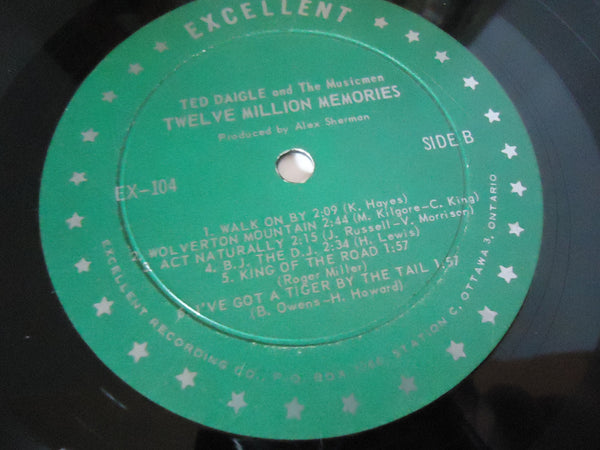 EXCELLENT
TED DAIGLE and The Musicmen
TWELVE MILLION MEMORIES
Produced by Alex Sherman
SIDE B
EX-104
1. WALK ON BY 2:09 (K. Hayes)
2. WOLVERTON MOUNTAIN 2:44 (M. Kilgore-C. King)
3. ACT NATURALLY 2:15 (J. Russell-V. Morrison)
4. B.J. THE D.J. 2:34 (H. Lewis)
5. KING OF THE ROAD 1:57
(Roger Miller)
I'VE GOT A TIGER BY THE TAIL 1:57
(B. Owens-H. Howard)
EXCELLENT RECORDING CO., P.O. BOX STATION C, OTTAWA 3, ONTARIO